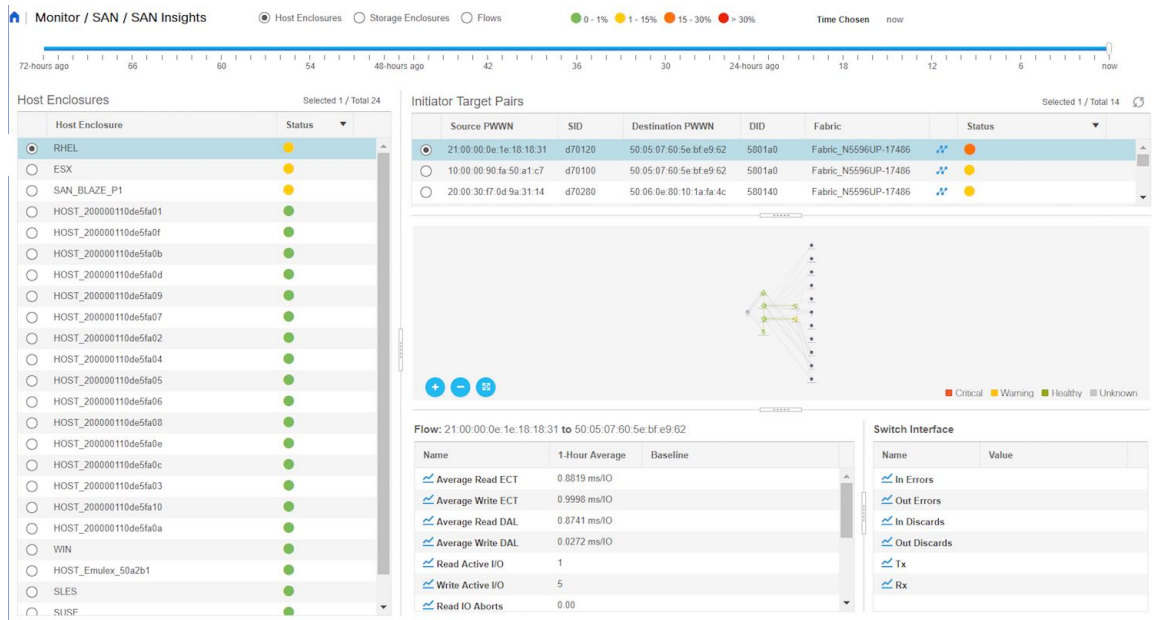 Monitor / SAN / SAN Insights
Host Enclosures Storage Enclosures Flows
0 - 1% 1 - 15% 15 - 30% > 30%
Time Chosen now
72-hours ago 66 60 54 48-hours ago 42 36 30 24-hours ago 18 12 6 now
Host Enclosures Selected 1 / Total 24
Host Enclosure Status
RHEL
ESX
SAN_BLAZE_P1
HOST_200000110de5fa01
HOST_200000110de5fa0f
HOST_200000110de5fa0b
HOST_200000110de5fa0d
HOST_200000110de5fa09
HOST_200000110de5fa07
HOST_200000110de5fa02
HOST_200000110de5fa04
HOST_200000110de5fa05
HOST_200000110de5fa06
HOST_200000110de5fa08
HOST_200000110de5fa0e
HOST_200000110de5fa0c
HOST_200000110de5fa03
HOST_200000110de5fa10
HOST_200000110de5fa0a
WIN
HOST_Emulex_50a2b1
SLES
SUSE
Initiator Target Pairs Selected 1 / Total 14
Source PWWN SID Destination PWWN DID Fabric Status
21:00:00:0e:1e:18:18:31 d70120 50:05:07:60:5e:bf:e9:62 5801a0 Fabric_N5596UP-17486
10:00:00:90:fa:50:a1:c7 d70100 50:05:07:60:5e:bf:e9:62 5801a0 Fabric_N5596UP-17486
20:00:30:f7:0d:9a:31:14 d70280 50:06:0e:80:10:1a:fa:4c 580140 Fabric_N5596UP-17486
Critical Warning Healthy Unknown
Flow: 21:00:00:0e:1e:18:18:31 to 50:05:07:60:5e:bf:e9:62
Name 1-Hour Average Baseline
Average Read ECT 0.8819 ms/IO
Average Write ECT 0.9998 ms/IO
Average Read DAL 0.8741 ms/IO
Average Write DAL 0.0272 ms/IO
Read Active I/O 1
Write Active I/O 5
Read IO Aborts 0.00
Switch Interface
Name Value
In Errors
Out Errors
In Discards
Out Discards
Tx
Rx